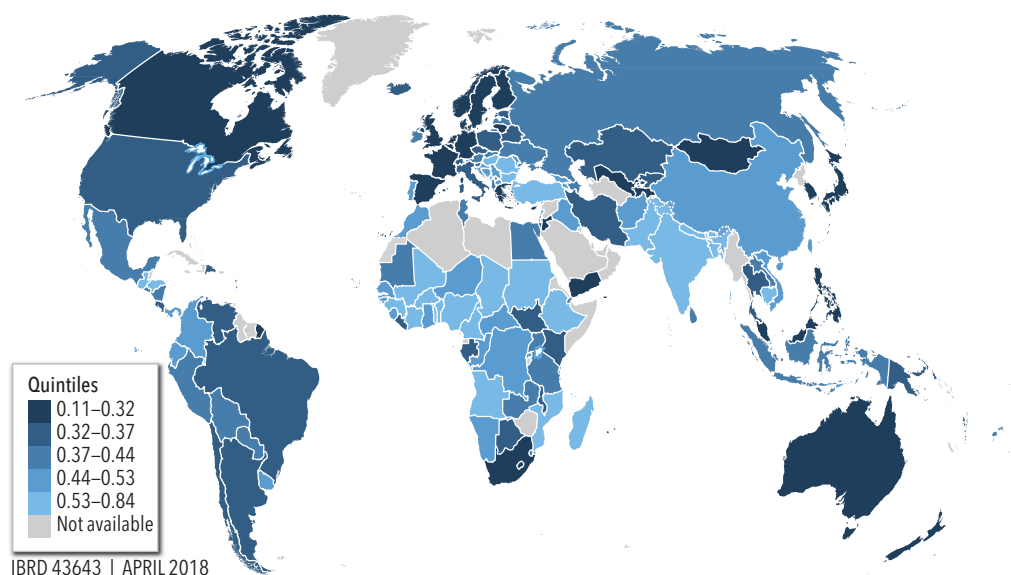 Quintiles
0.11–0.32
0.32–0.37
0.37–0.44
0.44–0.53
0.53–0.84
Not available
IBRD 43643 | APRIL 2018